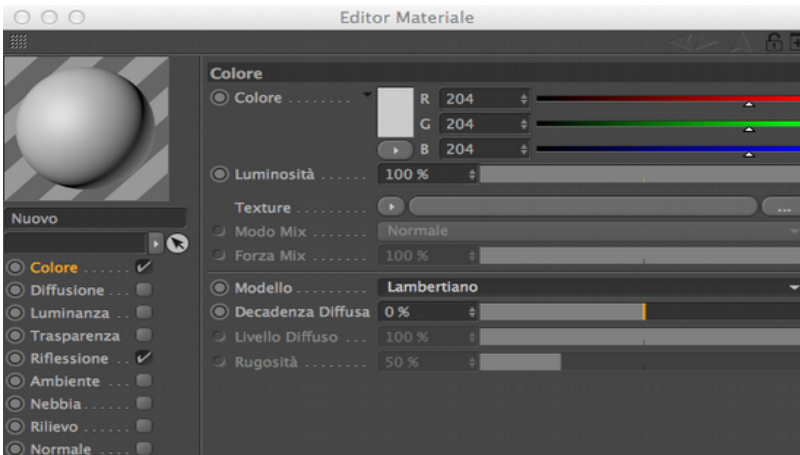 Editor Materiale
Nuovo
Colore
Diffusione
Luminanza
Trasparenza
Riflessione
Ambiente
Nebbia
Rilievo
Normale
Colore
Colore
R 204
G 204
B 204
Luminosità 100 %
Texture ...
Modo Mix Normale
Forza Mix 100 %
Modello Lambertiano
Decadenza Diffusa 0 %
Livello Diffuso 100 %
Rugosità 50 %